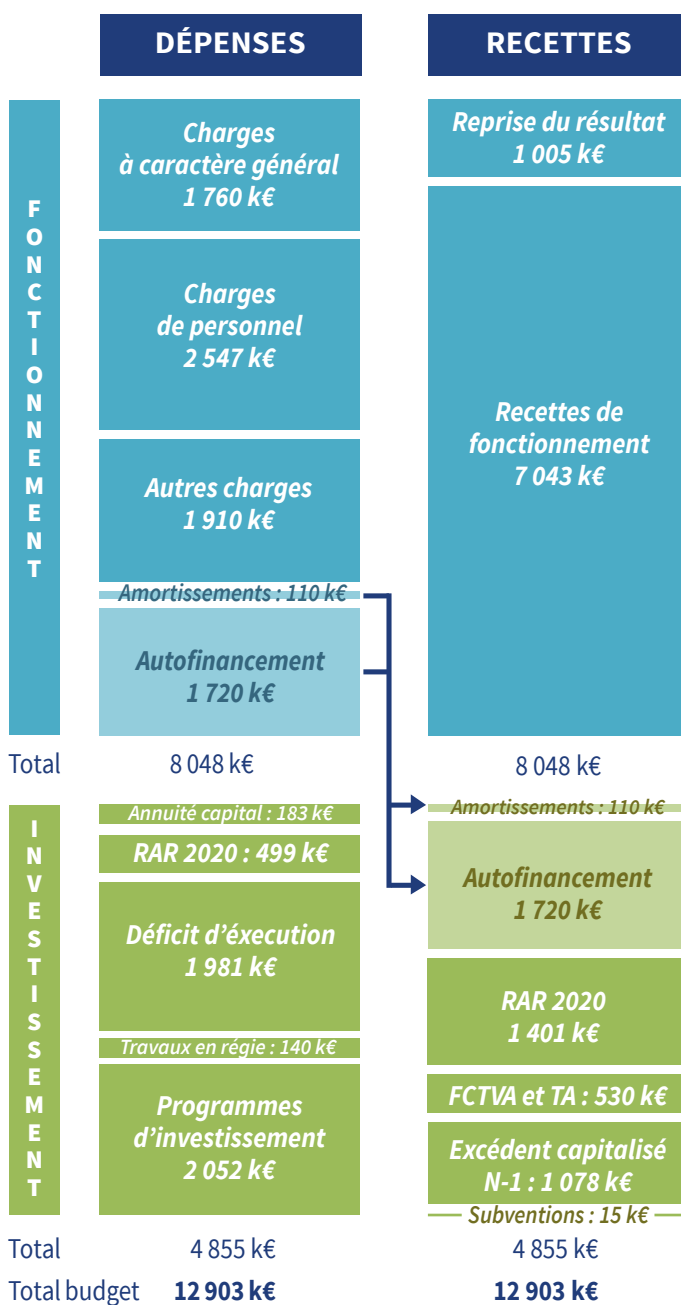 DÉPENSES
RECETTES
FONCTIONNEMENT
Charges
à caractère général
1 760 k€
Charges
de personnel
2 547 k€
Autres charges
1 910 k€
Amortissements : 110 k€
Autofinancement
1 720 k€
Reprise du résultat
1 005 k€
Recettes de
fonctionnement
7 043 k€
Total 8 048 k€ 8 048 k€
INVESTISSEMENT
Annuité capital : 183 k€
RAR 2020 : 499 k€
Déficit d’éxecution
1 981 k€
Travaux en régie : 140 k€
Programmes
d’investissement
2 052 k€
Amortissements : 110 k€
Autofinancement
1 720 k€
RAR 2020
1 401 k€
FCTVA et TA : 530 k€
Excédent capitalisé
N-1 : 1 078 k€
Subventions : 15 k€
Total 4 855 k€ 4 855 k€
Total budget 12 903 k€ 12 903 k€